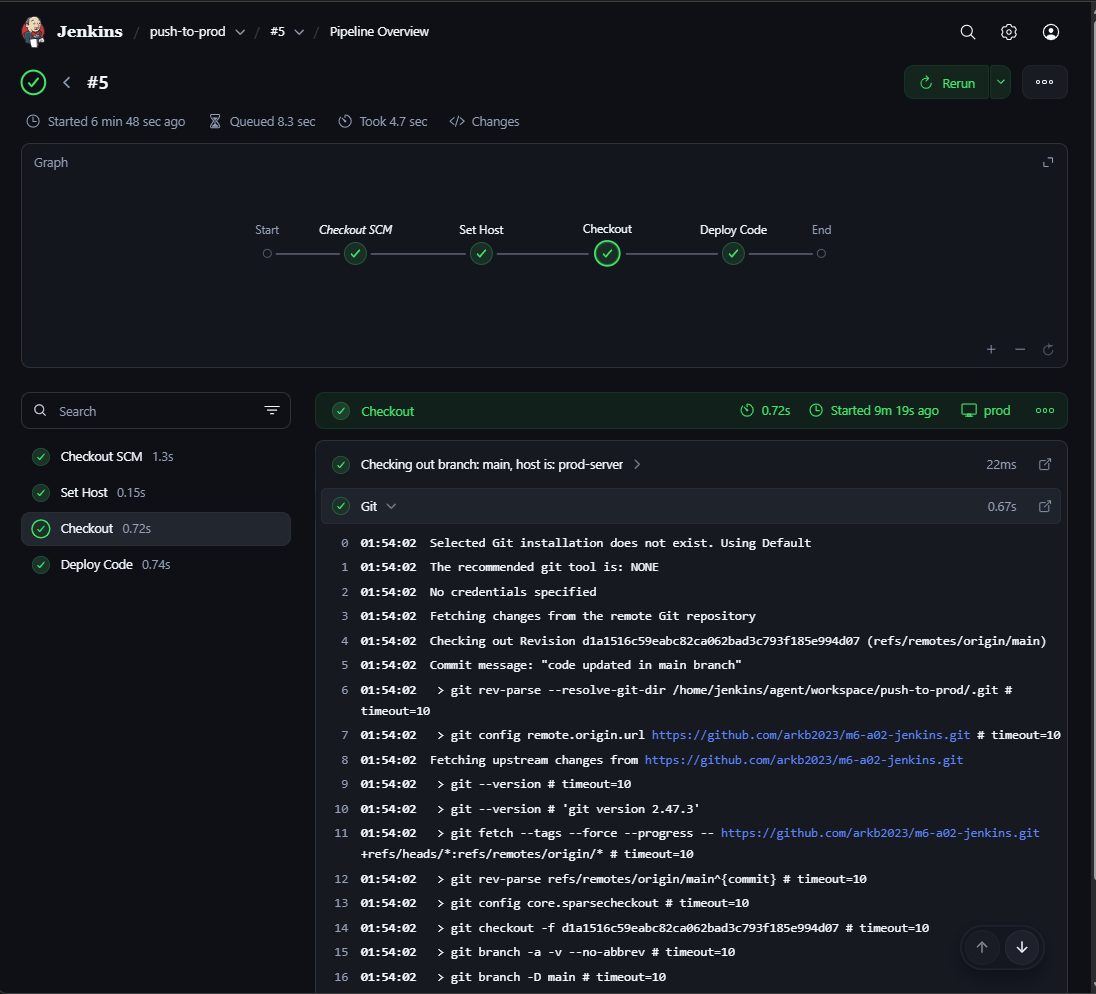 Jenkins / push-to-prod / #5 / Pipeline Overview
#5
Rerun
Started 6 min 48 sec ago Queued 8.3 sec Took 4.7 sec Changes
Graph
Start Checkout SCM Set Host Checkout Deploy Code End
Search
Checkout SCM 1.3s
Set Host 0.15s
Checkout 0.72s
Deploy Code 0.74s
Checkout 0.72s Started 9m 19s ago prod
Checking out branch: main, host is: prod-server 22ms
Git 0.67s
0 01:54:02 Selected Git installation does not exist. Using Default
1 01:54:02 The recommended git tool is: NONE
2 01:54:02 No credentials specified
3 01:54:02 Fetching changes from the remote Git repository
4 01:54:02 Checking out Revision d1a1516c59eabc82ca062bad3c793f185e994d07 (refs/remotes/origin/main)
5 01:54:02 Commit message: "code updated in main branch"
6 01:54:02 > git rev-parse --resolve-git-dir /home/jenkins/agent/workspace/push-to-prod/.git #
timeout=10
7 01:54:02 > git config remote.origin.url https://github.com/arkb2023/m6-a02-jenkins.git # timeout=10
8 01:54:02 Fetching upstream changes from https://github.com/arkb2023/m6-a02-jenkins.git
9 01:54:02 > git --version # timeout=10
10 01:54:02 > git --version # 'git version 2.47.3'
11 01:54:02 > git fetch --tags --force --progress -- https://github.com/arkb2023/m6-a02-jenkins.git
+refs/heads/*:refs/remotes/origin/* # timeout=10
12 01:54:02 > git rev-parse refs/remotes/origin/main^{commit} # timeout=10
13 01:54:02 > git config core.sparsecheckout # timeout=10
14 01:54:02 > git checkout -f d1a1516c59eabc82ca062bad3c793f185e994d07 # timeout=10
15 01:54:02 > git branch -a -v --no-abbrev # timeout=10
16 01:54:02 > git branch -D main # timeout=10